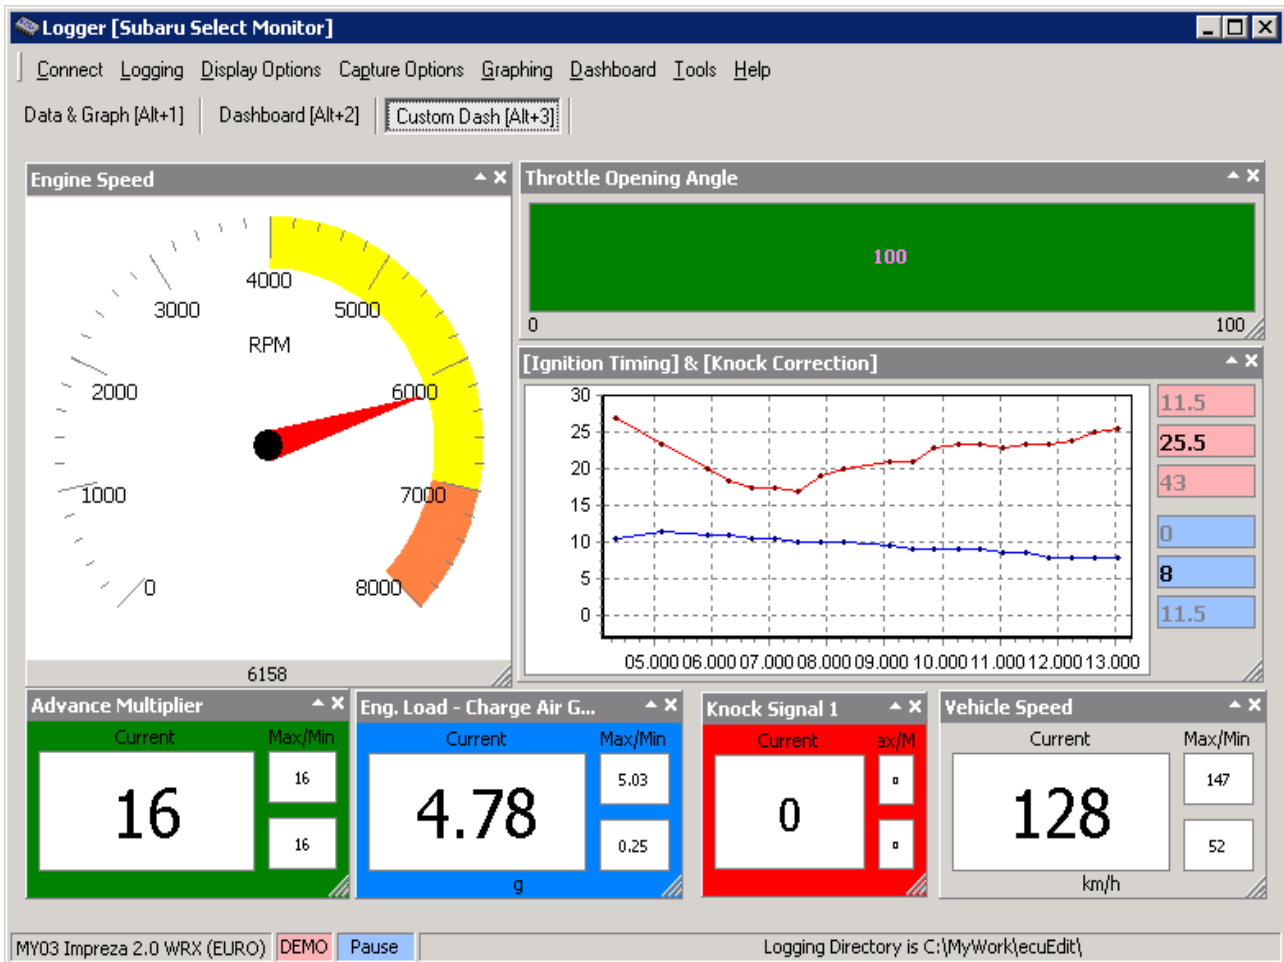 Logger [Subaru Select Monitor]
Connect Logging Display Options Capture Options Graphing Dashboard Tools Help
Data & Graph [Alt+1] Dashboard [Alt+2] Custom Dash [Alt+3]
Engine Speed
4000
3000 5000
RPM
2000 6000
1000 7000
0 8000
6158
Throttle Opening Angle
100
0 100
[Ignition Timing] & [Knock Correction]
30
25
20
15
10
5
0
05.000 06.000 07.000 08.000 09.000 10.000 11.000 12.000 13.000
11.5
25.5
43
0
8
11.5
Advance Multiplier
Current Max/Min
16 16
16
Eng. Load - Charge Air G...
Current Max/Min
4.78 5.03
0.25
g
Knock Signal 1
Current ax/M
0 0
0
Vehicle Speed
Current Max/Min
128 147
52
km/h
MY03 Impreza 2.0 WRX (EURO) DEMO Pause Logging Directory is C:\MyWork\ecuEdit\